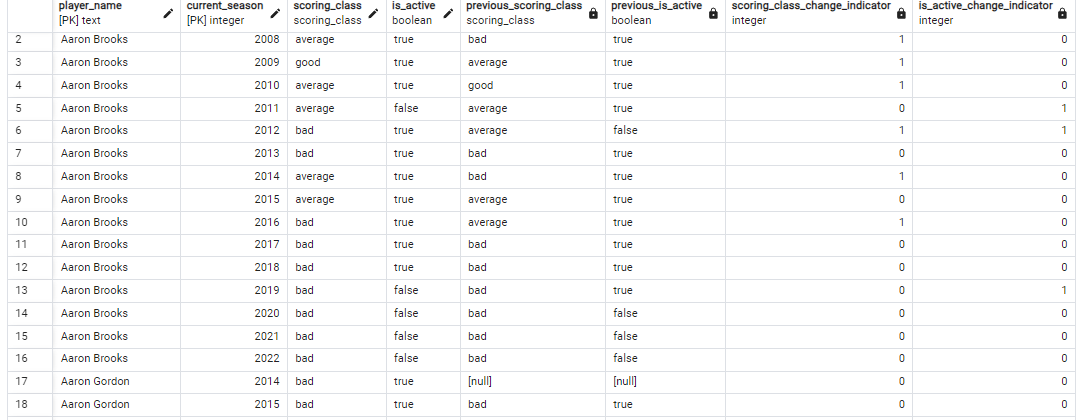 player_name current_season scoring_class is_active previous_scoring_class previous_is_active scoring_class_change_indicator is_active_change_indicator
[PK] text [PK] integer scoring_class boolean scoring_class boolean integer integer
2 Aaron Brooks 2008 average true bad true 1 0
3 Aaron Brooks 2009 good true average true 1 0
4 Aaron Brooks 2010 average true good true 1 0
5 Aaron Brooks 2011 average false average true 0 1
6 Aaron Brooks 2012 bad true average false 1 1
7 Aaron Brooks 2013 bad true bad true 0 0
8 Aaron Brooks 2014 average true bad true 1 0
9 Aaron Brooks 2015 average true average true 0 0
10 Aaron Brooks 2016 bad true average true 1 0
11 Aaron Brooks 2017 bad true bad true 0 0
12 Aaron Brooks 2018 bad true bad true 0 0
13 Aaron Brooks 2019 bad false bad true 0 1
14 Aaron Brooks 2020 bad false bad false 0 0
15 Aaron Brooks 2021 bad false bad false 0 0
16 Aaron Brooks 2022 bad false bad false 0 0
17 Aaron Gordon 2014 bad true [null] [null] 0 0
18 Aaron Gordon 2015 bad true bad true 0 0